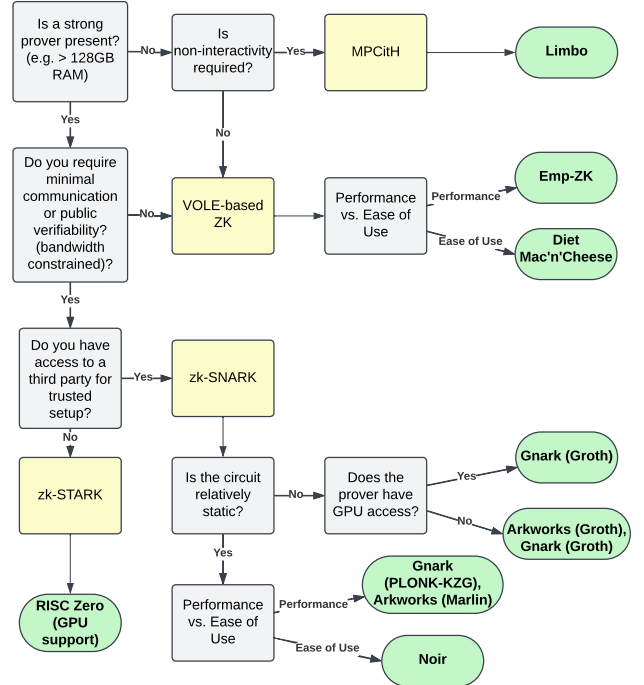 Is a strong
prover present?
(e.g. > 128GB
RAM)
No
Is
non-interactivity
required?
Yes
MPCitH
Limbo
Yes
No
Do you require
minimal
communication
or public
verifiability?
(bandwidth
constrained)?
No
VOLE-based
ZK
Performance
vs. Ease of
Use
Performance
Emp-ZK
Ease of Use
Diet
Mac'n'Cheese
Yes
Do you have
access to a
third party for
trusted
setup?
Yes
zk-SNARK
No
zk-STARK
Is the circuit
relatively
static?
No
Does the
prover have
GPU access?
Yes
Gnark (Groth)
No
Arkworks (Groth),
Gnark (Groth)
Yes
RISC Zero
(GPU
support)
Performance
vs. Ease of
Use
Performance
Gnark
(PLONK-KZG),
Arkworks (Marlin)
Ease of Use
Noir